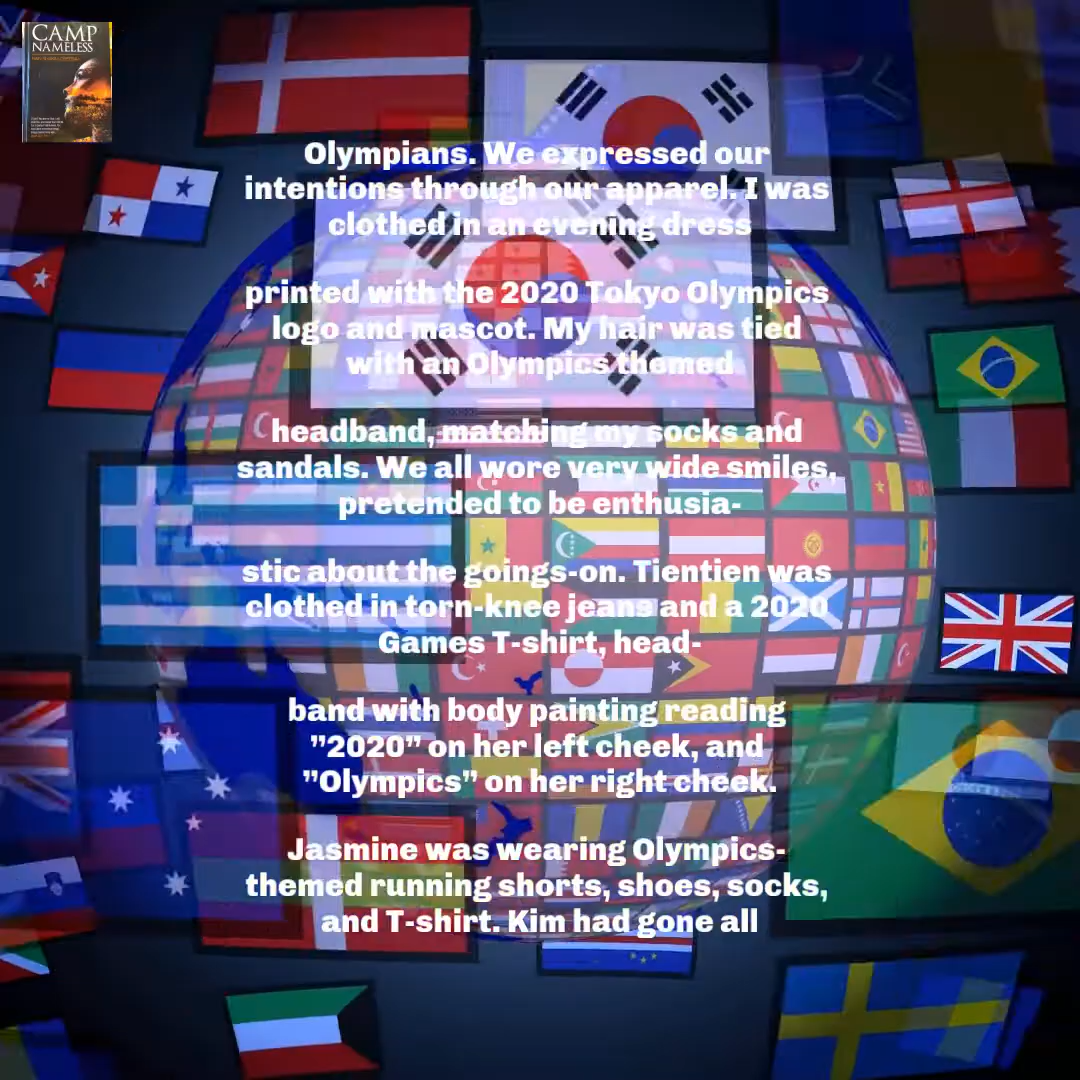 CAMP
NAMELESS
Olympians. We expressed our
intentions through our apparel. I was
clothed in an evening dress
printed with the 2020 Tokyo Olympics
logo and mascot. My hair was tied
with an Olympics themed
headband, matching my socks and
sandals. We all wore very wide smiles,
pretended to be enthusia-
stic about the goings-on. Tientien was
clothed in torn-knee jeans and a 2020
Games T-shirt, head-
band with body painting reading
”2020” on her left cheek, and
”Olympics” on her right cheek.
Jasmine was wearing Olympics-
themed running shorts, shoes, socks,
and T-shirt. Kim had gone all